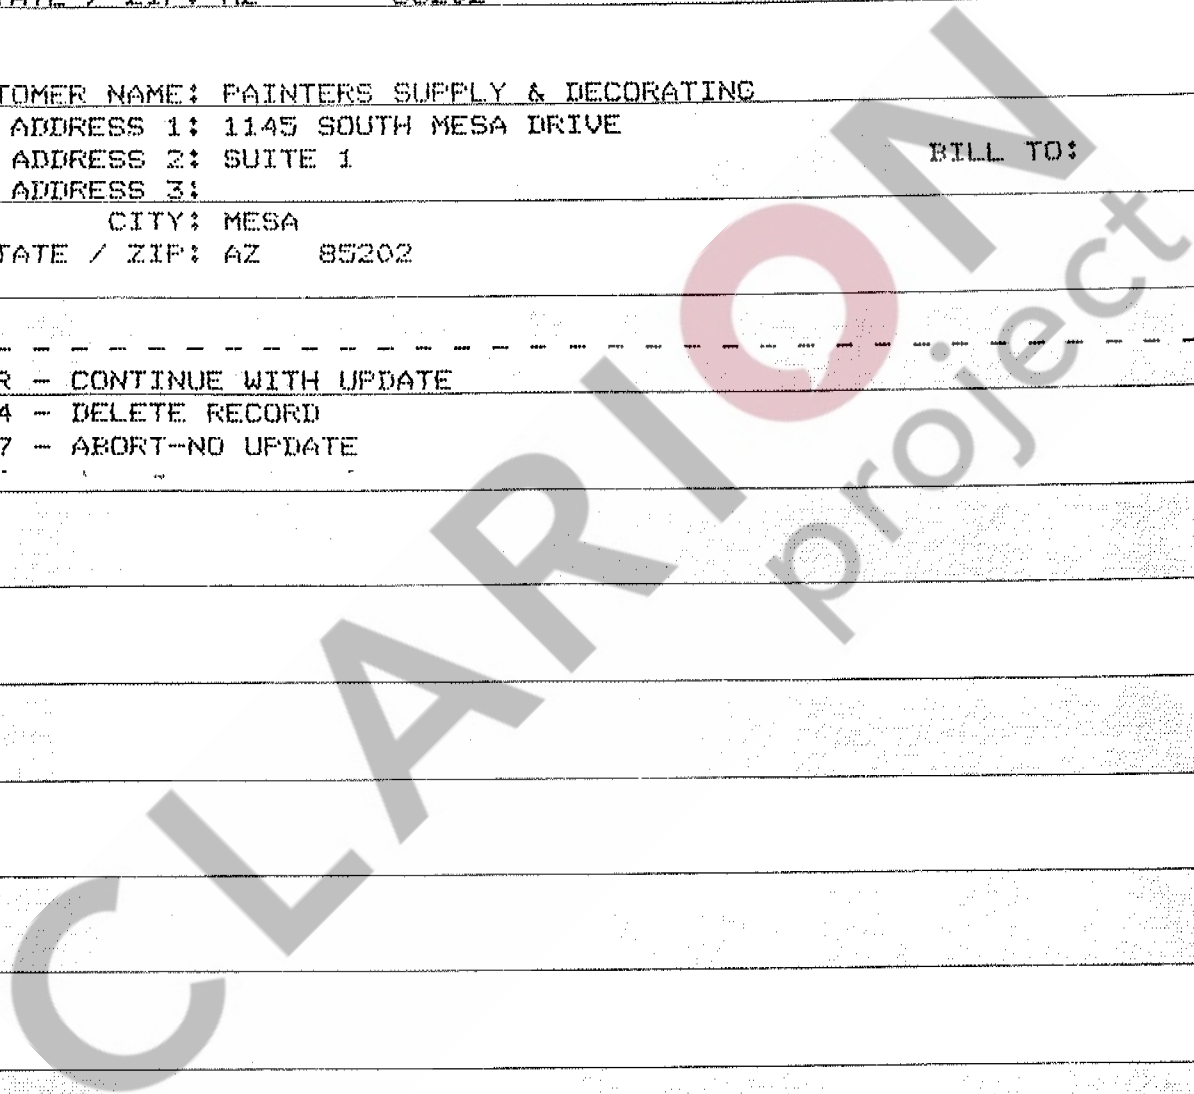 TOMER NAME: PAINTERS SUPPLY & DECORATING
ADDRESS 1: 1145 SOUTH MESA DRIVE
ADDRESS 2: SUITE 1
BILL TO:
ADDRESS 3:
CITY: MESA
TATE / ZIP: AZ 85202
R - CONTINUE WITH UPDATE
4 - DELETE RECORD
7 - ABORT-NO UPDATE
CLARION
project